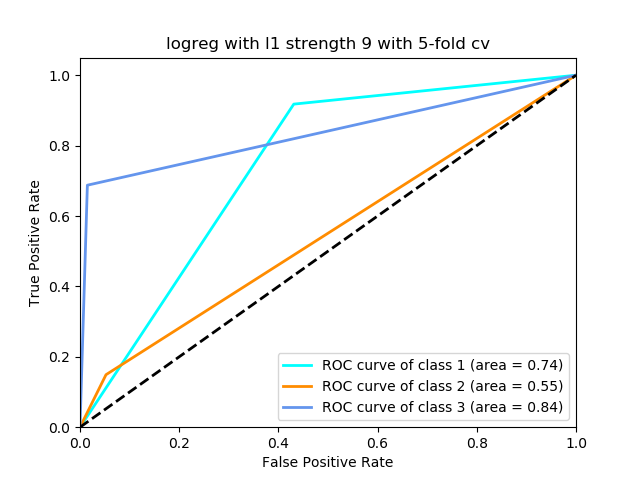 logreg with l1 strength 9 with 5-fold cv
True Positive Rate
1.0
0.8
0.6
0.4
0.2
0.0
ROC curve of class 1 (area = 0.74)
ROC curve of class 2 (area = 0.55)
ROC curve of class 3 (area = 0.84)
0.0 0.2 0.4 0.6 0.8 1.0
False Positive Rate